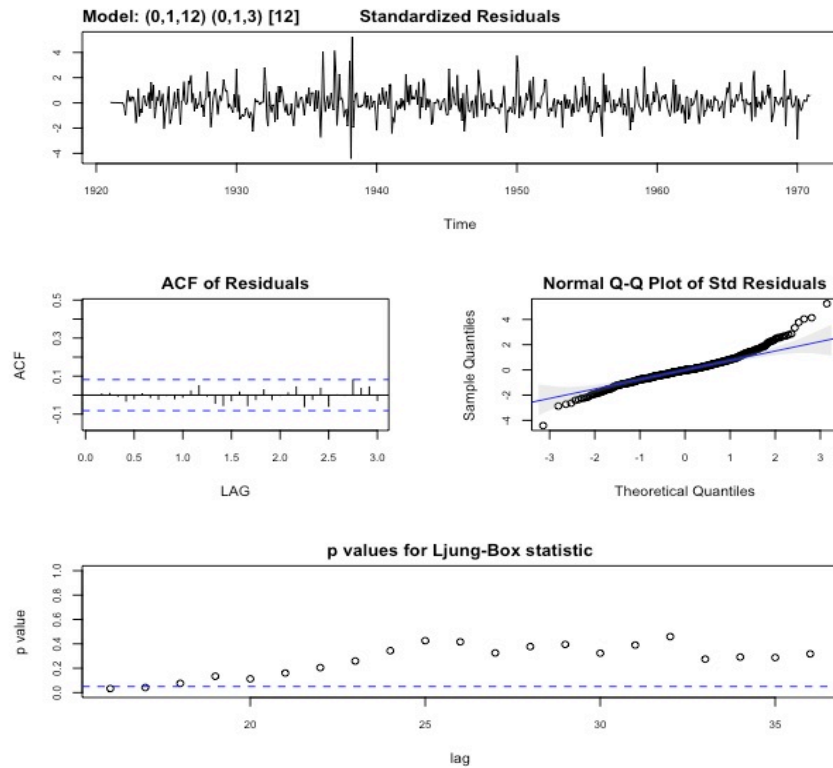 Model: (0,1,12) (0,1,3) [12] Standardized Residuals
4
2
0
-2
-4
1920 1930 1940 1950 1960 1970
Time
ACF of Residuals
ACF
0.5
0.3
0.1
-0.1
0.0 0.5 1.0 1.5 2.0 2.5 3.0
LAG
Normal Q-Q Plot of Std Residuals
Sample Quantiles
4
2
0
-2
-4
-3 -2 -1 0 1 2 3
Theoretical Quantiles
p values for Ljung-Box statistic
p value
1.0
0.8
0.6
0.4
0.2
0.0
20 25 30 35
lag